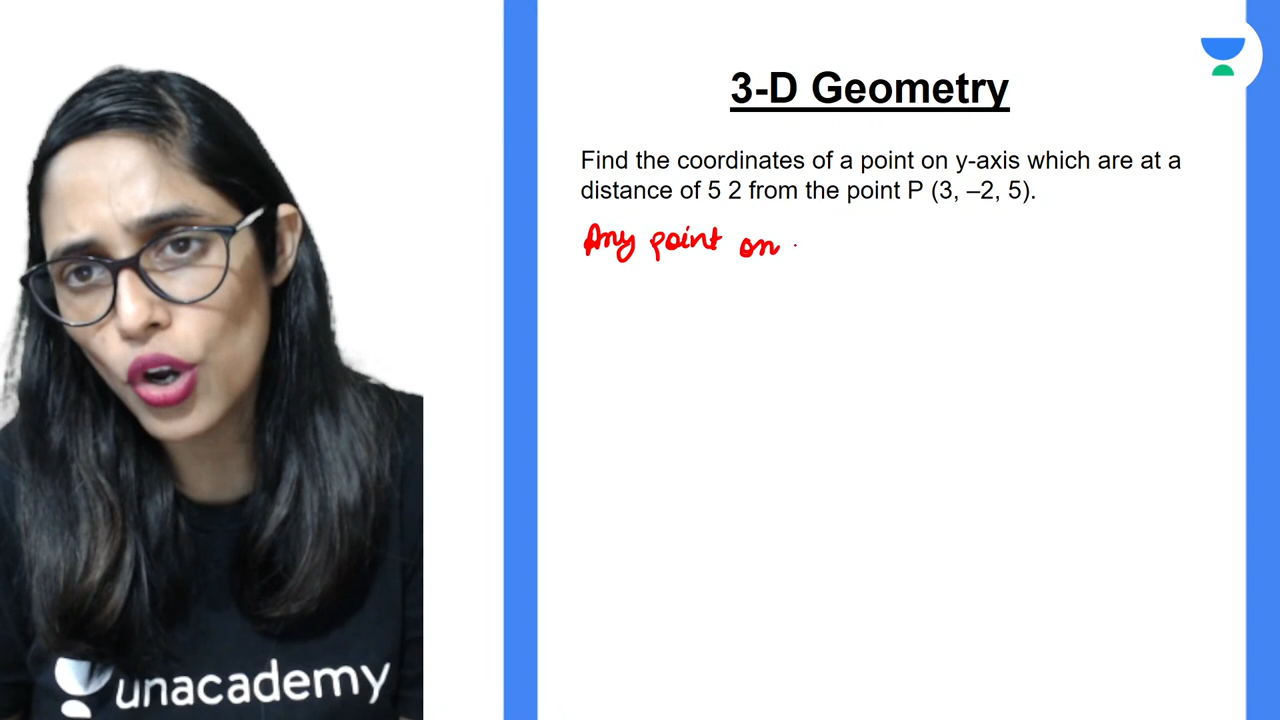 3-D Geometry
Find the coordinates of a point on y-axis which are at a
distance of 5 2 from the point P (3, –2, 5).
Any point on
unacademy